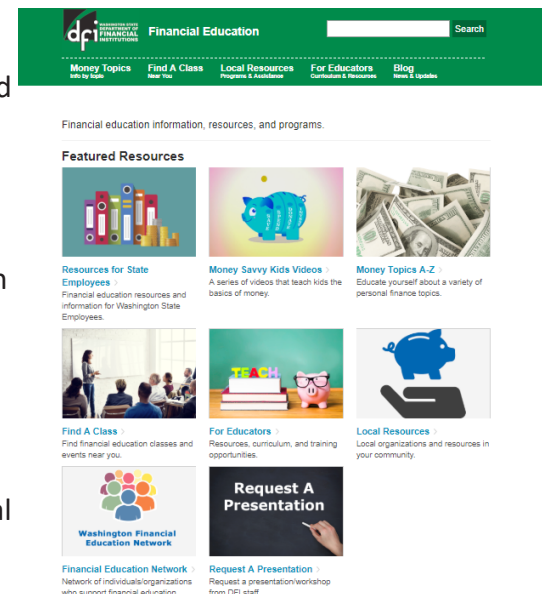 dfi WASHINGTON STATE
DEPARTMENT OF
FINANCIAL
INSTITUTIONS
Financial Education
Search
Money Topics
Info by topic
Find A Class
Near You
Local Resources
Programs & Assistance
For Educators
Curriculum & Resources
Blog
News & Updates
d
Financial education information, resources, and programs.
Featured Resources
Resources for State
Employees >
Financial education resources and
information for Washington State
Employees.
Money Savvy Kids Videos >
A series of videos that teach kids the
basics of money.
Money Topics A-Z >
Educate yourself about a variety of
personal finance topics.
n
TEACH
Find A Class >
Find financial education classes and
events near you.
For Educators >
Resources, curriculum, and training
opportunities.
Local Resources >
Local organizations and resources in
your community.
al
Washington Financial
Education Network
Request A
Presentation
Financial Education Network >
Network of individuals/organizations
who support financial education
Request A Presentation >
Request a presentation/workshop
from DFI staff